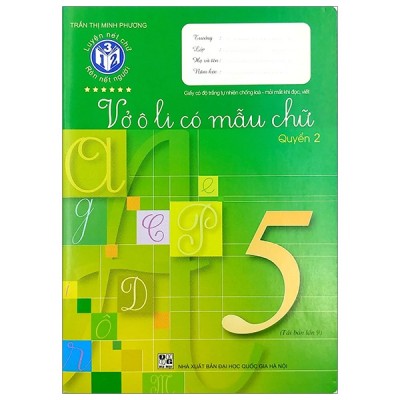 TRẦN THỊ MINH PHƯƠNG
Luyện nét chữ
Rèn nết người
Trường:
Lớp:
Họ và tên:
Năm học:
Giấy có độ trắng tự nhiên chống loá - mỏi mắt khi đọc, viết
Vở ô li có mẫu chữ
Quyển 2
a
e
g
C
P
5
D
Ô
n
M
(Tái bản lần 9)
NHÀ XUẤT BẢN ĐẠI HỌC QUỐC GIA HÀ NỘI